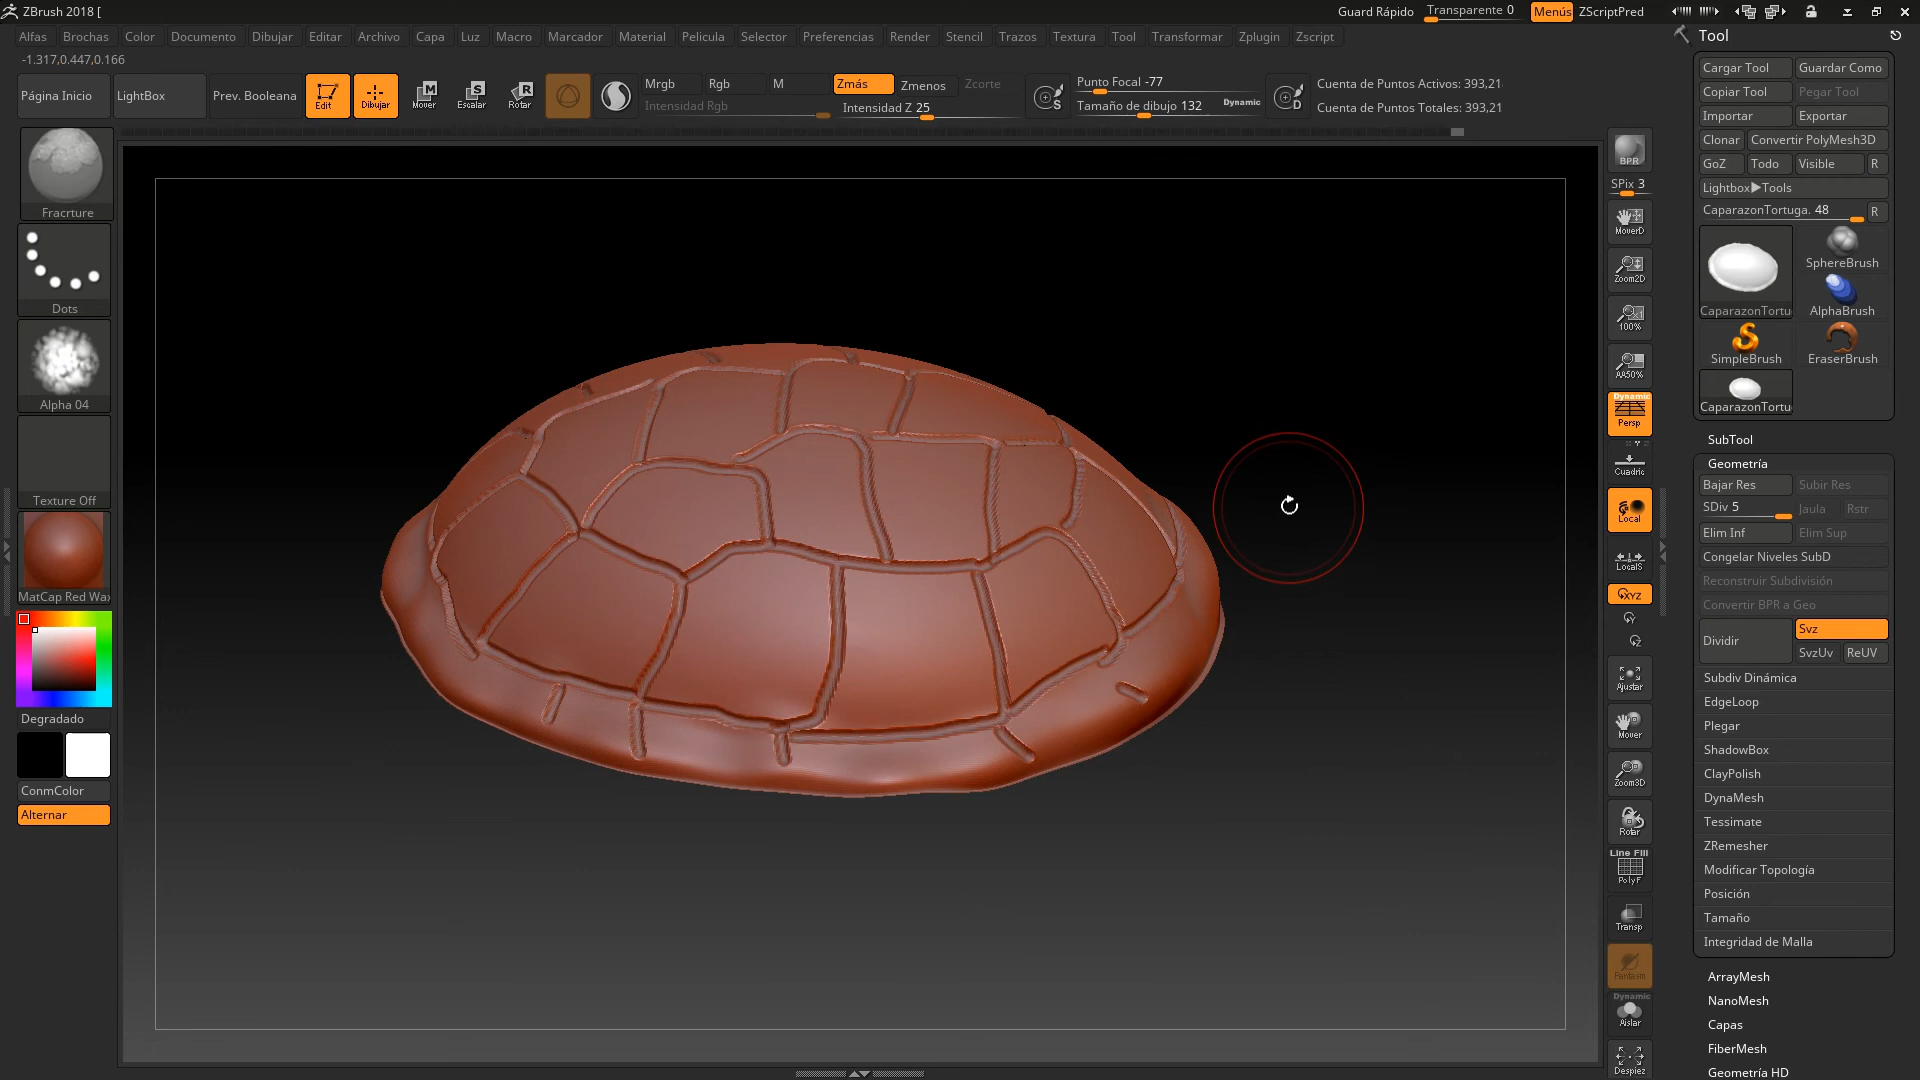 ZBrush 2018 [
Guard Rápido
Transparente 0
Menús
ZScriptPred
Alfas
Brochas
Color
Documento
Dibujar
Editar
Archivo
Capa
Luz
Macro
Marcador
Material
Pelicula
Selector
Preferencias
Render
Stencil
Trazos
Textura
Tool
Transformar
Zplugin
Zscript
-1.317,0.447,0.166
Página Inicio
LightBox
Prev. Booleana
Edit
Dibujar
M
Mover
S
Escalar
R
Rotar
Mrgb
Rgb
M
Intensidad Rgb
Zmás
Zmenos
Zcorte
Intensidad Z 25
S
Punto Focal -77
Tamaño de dibujo 132
Dynamic
D
Cuenta de Puntos Activos: 393,21
Cuenta de Puntos Totales: 393,21
Fracrture
Dots
Alpha 04
Texture Off
MatCap Red Wax
Degradado
ConmColor
Alternar
BPR
SPix 3
MoverD
Zoom2D
100%
AA50%
Dynamic
Persp
Cuadric
Local
LocalS
XYZ
Y
Z
Ajustar
Mover
Zoom3D
Rotar
Line Fill
PolyF
Transp
Fantasm
Dynamic
Aislar
Despiez
Tool
Cargar Tool
Guardar Como
Copiar Tool
Pegar Tool
Importar
Exportar
Clonar
Convertir PolyMesh3D
GoZ
Todo
Visible
R
Lightbox▶Tools
CaparazonTortuga. 48
R
CaparazonTortu
SphereBrush
AlphaBrush
SimpleBrush
EraserBrush
CaparazonTortu
SubTool
Geometría
Bajar Res
Subir Res
SDiv 5
Jaula
Rstr
Elim Inf
Elim Sup
Congelar Niveles SubD
Reconstruir Subdivisión
Convertir BPR a Geo
Dividir
Svz
SvzUv
ReUV
Subdiv Dinámica
EdgeLoop
Plegar
ShadowBox
ClayPolish
DynaMesh
Tessimate
ZRemesher
Modificar Topología
Posición
Tamaño
Integridad de Malla
ArrayMesh
NanoMesh
Capas
FiberMesh
Geometría HD